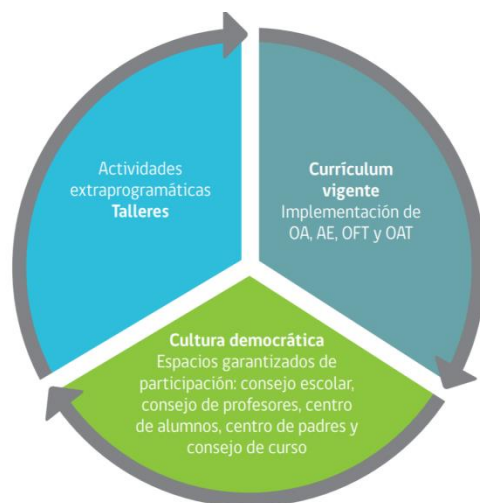 Actividades
extraprogramáticas
Talleres
Currículum
vigente
Implementación de
OA, AE, OFT y OAT
Cultura democrática
Espacios garantizados de
participación: consejo escolar,
consejo de profesores, centro
de alumnos, centro de padres y
consejo de curso